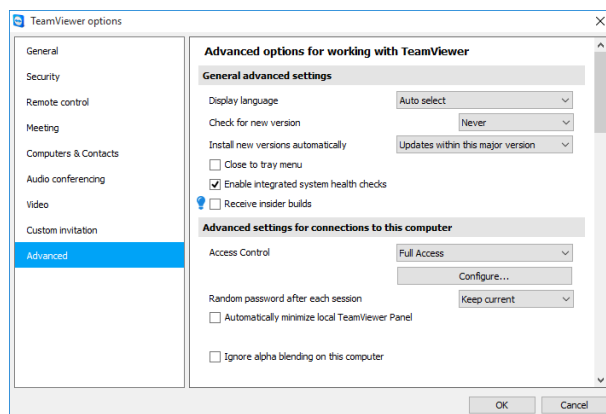 TeamViewer options
General
Security
Remote control
Meeting
Computers & Contacts
Audio conferencing
Video
Custom invitation
Advanced
Advanced options for working with TeamViewer
General advanced settings
Display language Auto select
Check for new version Never
Install new versions automatically Updates within this major version
Close to tray menu
Enable integrated system health checks
Receive insider builds
Advanced settings for connections to this computer
Access Control Full Access
Configure...
Random password after each session Keep current
Automatically minimize local TeamViewer Panel
Ignore alpha blending on this computer
OK Cancel